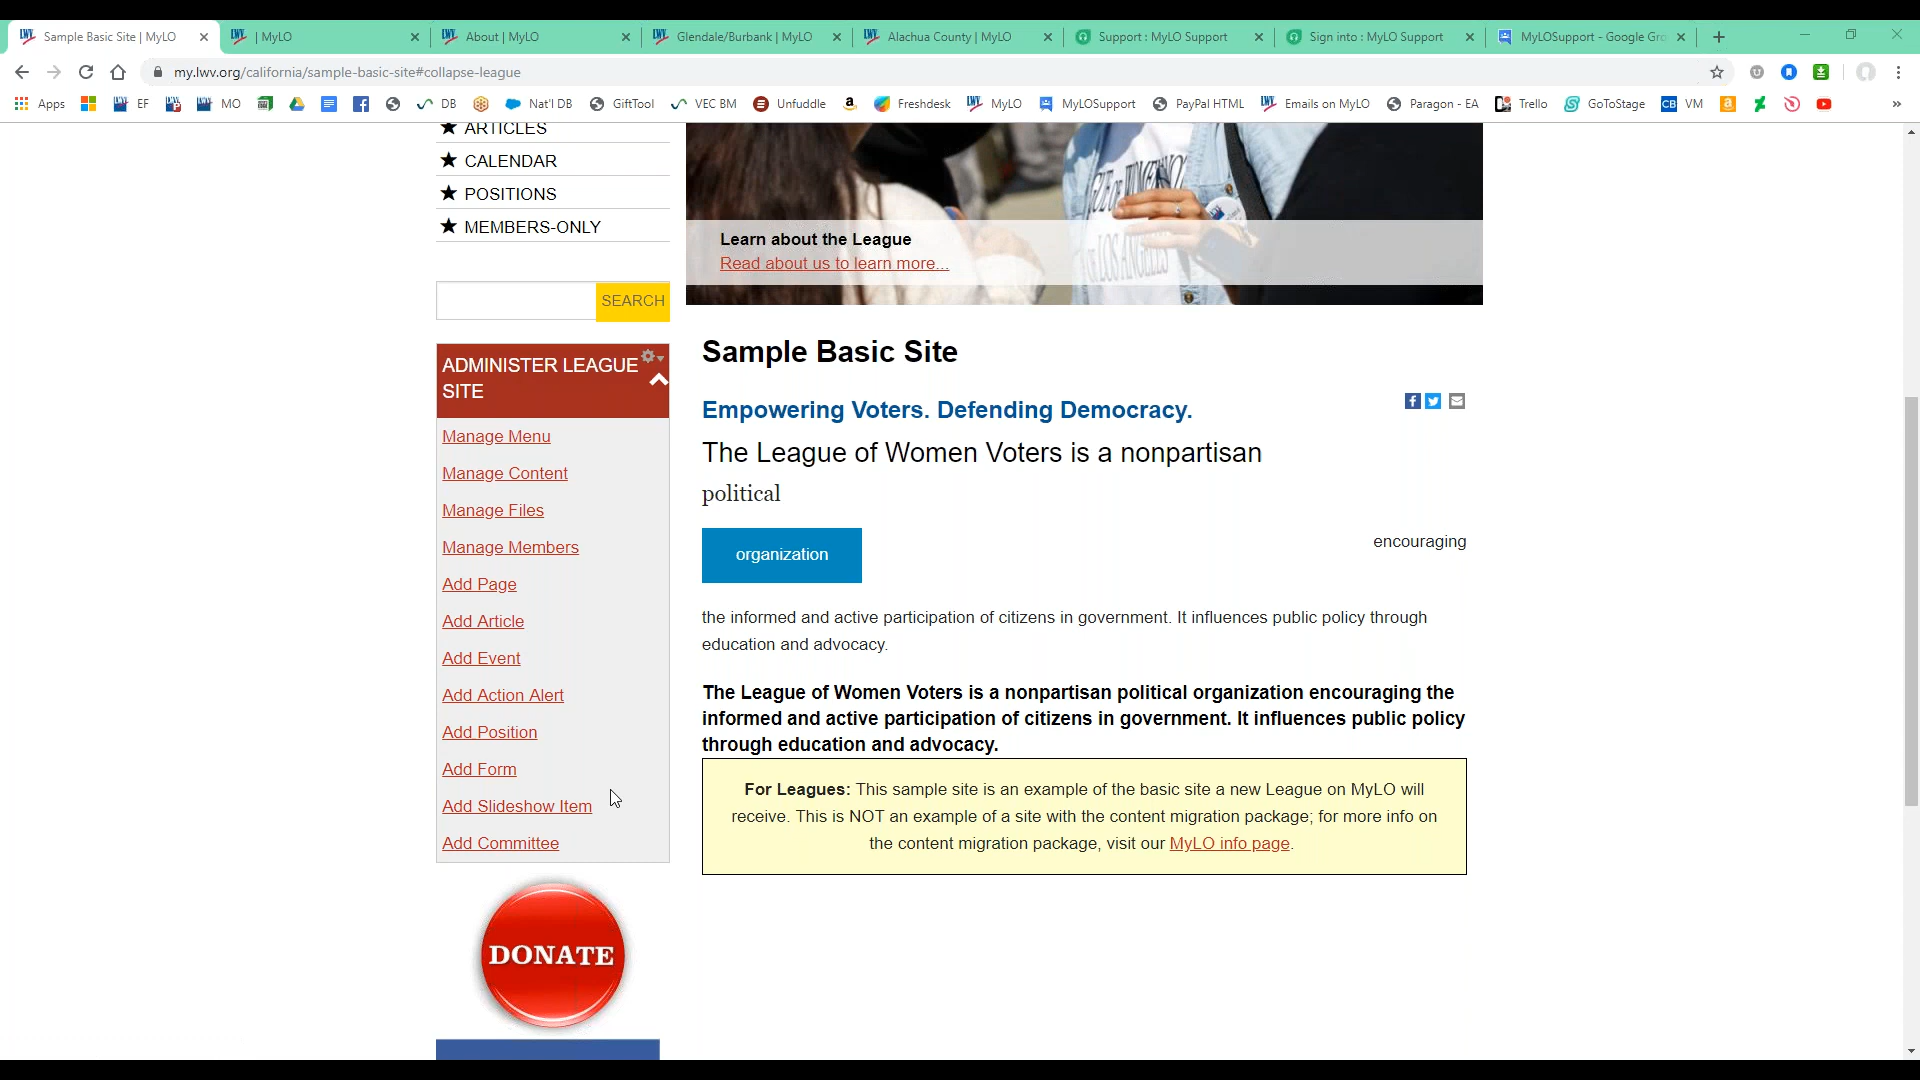 Sample Basic Site | MyLO
| MyLO
About | MyLO
Glendale/Burbank | MyLO
Alachua County | MyLO
Support : MyLO Support
Sign into : MyLO Support
MyLOSupport - Google Gro
my.lwv.org/california/sample-basic-site#collapse-league
Apps
EF
MO
DB
Nat'l DB
GiftTool
VEC BM
Unfuddle
Freshdesk
MyLO
MyLOSupport
PayPal HTML
Emails on MyLO
Paragon - EA
Trello
GoToStage
CB VM
ARTICLES
CALENDAR
POSITIONS
MEMBERS-ONLY
SEARCH
ADMINISTER LEAGUE
SITE
Manage Menu
Manage Content
Manage Files
Manage Members
Add Page
Add Article
Add Event
Add Action Alert
Add Position
Add Form
Add Slideshow Item
Add Committee
DONATE
Learn about the League
Read about us to learn more...
Sample Basic Site
Empowering Voters. Defending Democracy.
The League of Women Voters is a nonpartisan
political
organization
encouraging
the informed and active participation of citizens in government. It influences public policy through
education and advocacy.
The League of Women Voters is a nonpartisan political organization encouraging the
informed and active participation of citizens in government. It influences public policy
through education and advocacy.
For Leagues: This sample site is an example of the basic site a new League on MyLO will
receive. This is NOT an example of a site with the content migration package; for more info on
the content migration package, visit our MyLO info page.